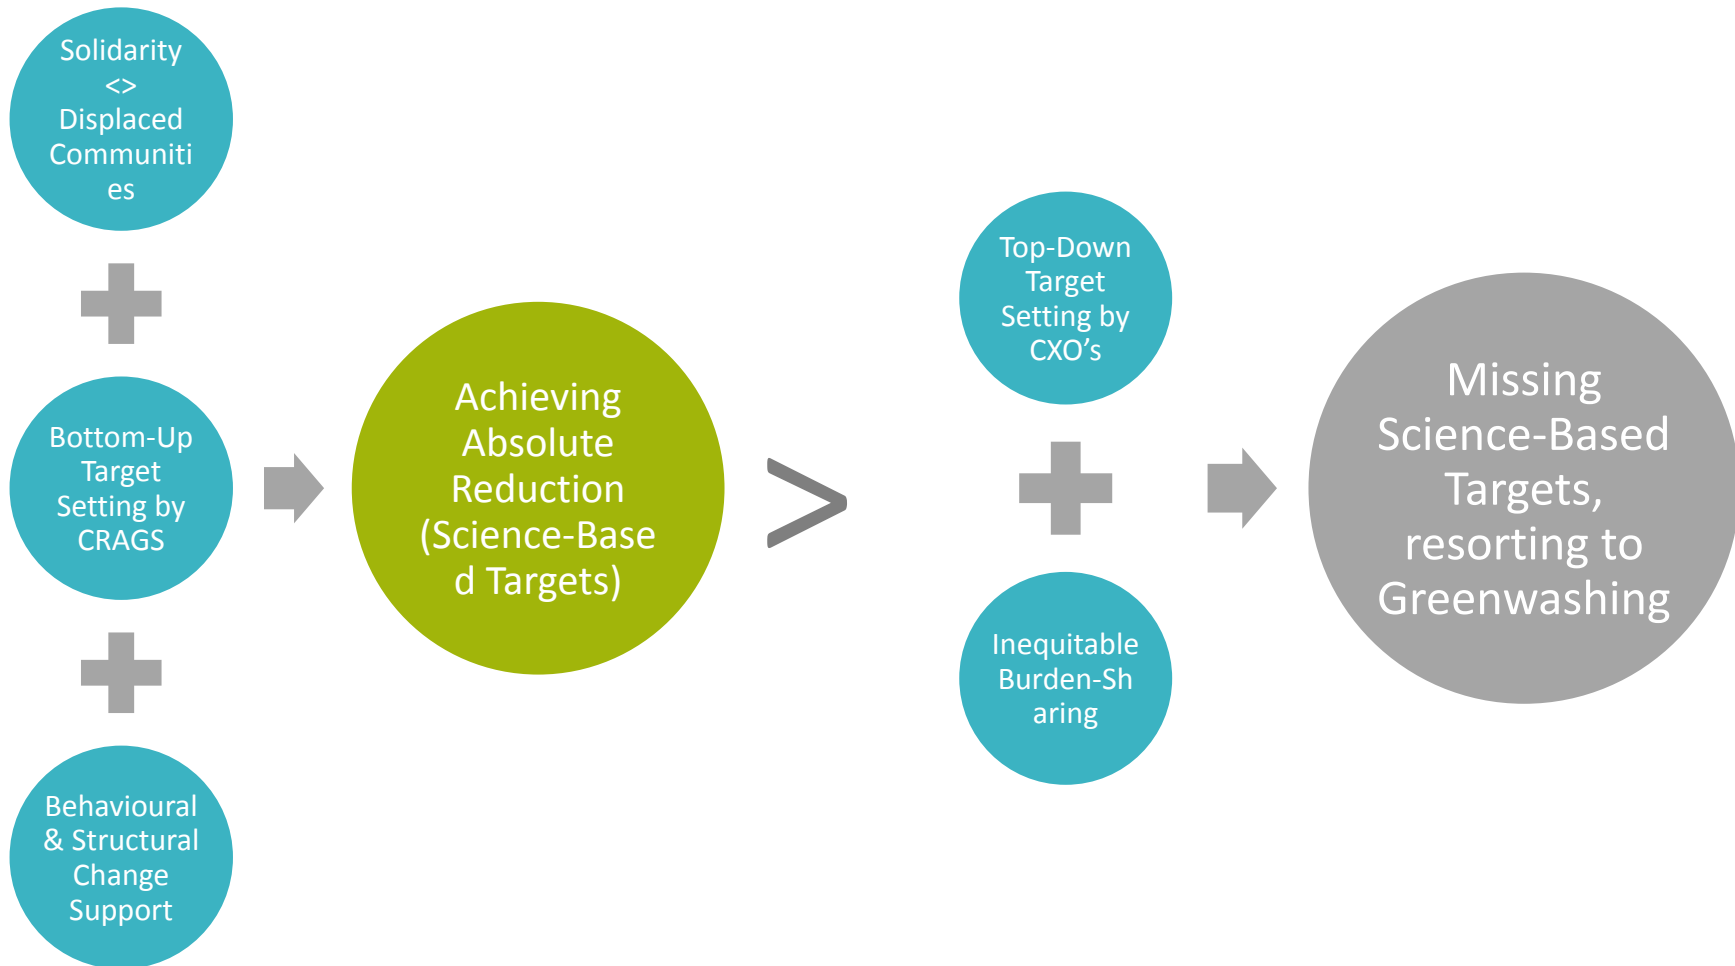 Solidarity
<>
Displaced
Communiti
es
Bottom-Up
Target
Setting by
CRAGS
Behavioural
& Structural
Change
Support
Achieving
Absolute
Reduction
(Science-Base
d Targets)
>
Top-Down
Target
Setting by
CXO’s
Inequitable
Burden-Sh
aring
Missing
Science-Based
Targets,
resorting to
Greenwashing